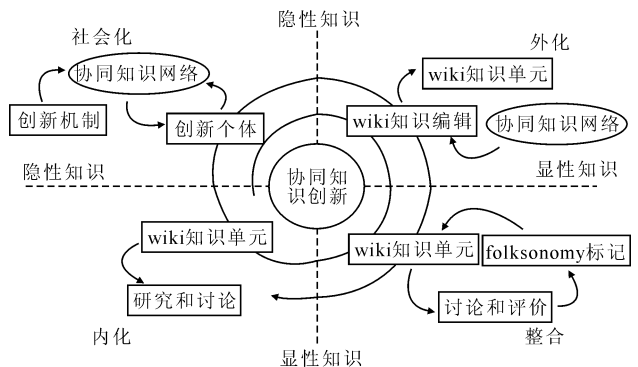 隐性知识
社会化
外化
协同知识网络
wiki知识单元
创新机制
创新个体
wiki知识编辑
协同知识网络
隐性知识
协同知
识创新
显性知识
wiki知识单元
wiki知识单元
folksonomy标记
研究和讨论
讨论和评价
内化
整合
显性知识